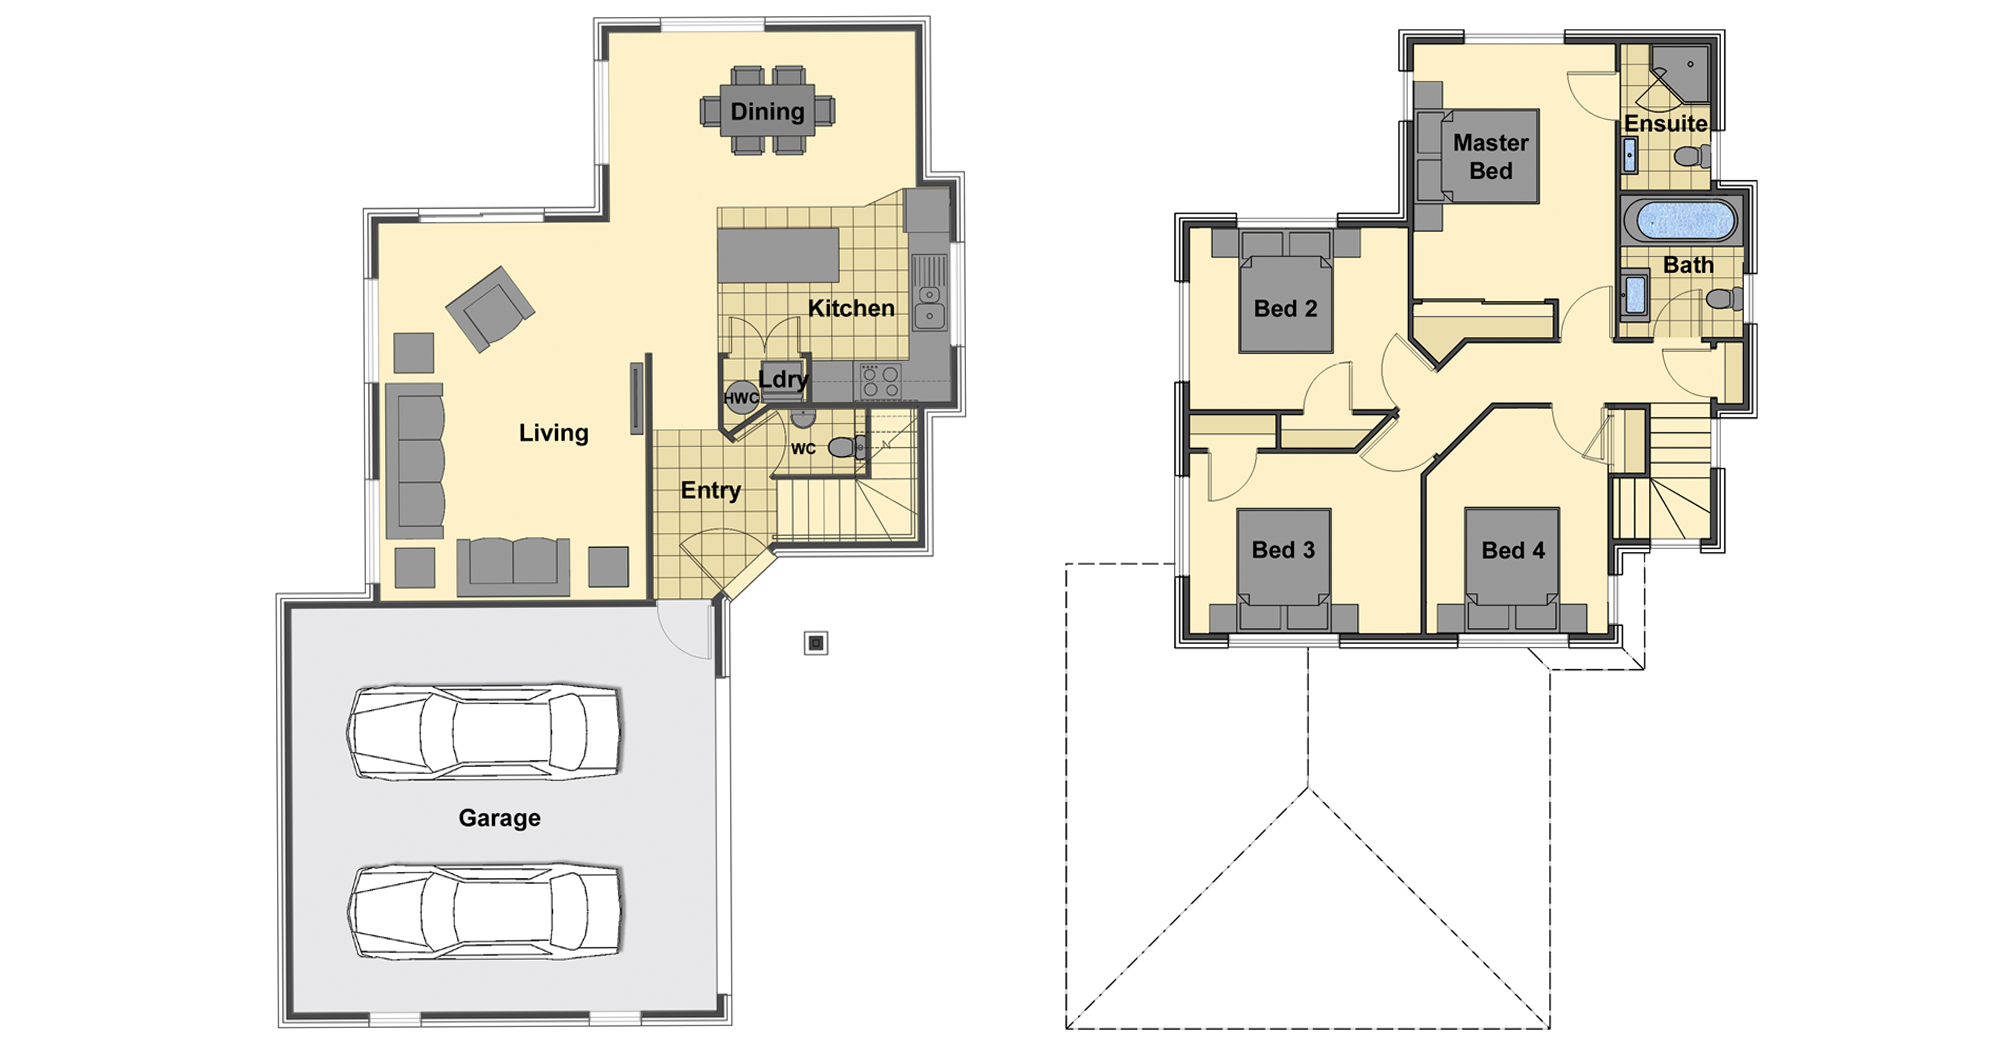 Dining
Kitchen
Ldry
HWC
Living
WC
Entry
Garage
Master
Bed
Ensuite
Bath
Bed 2
Bed 3
Bed 4